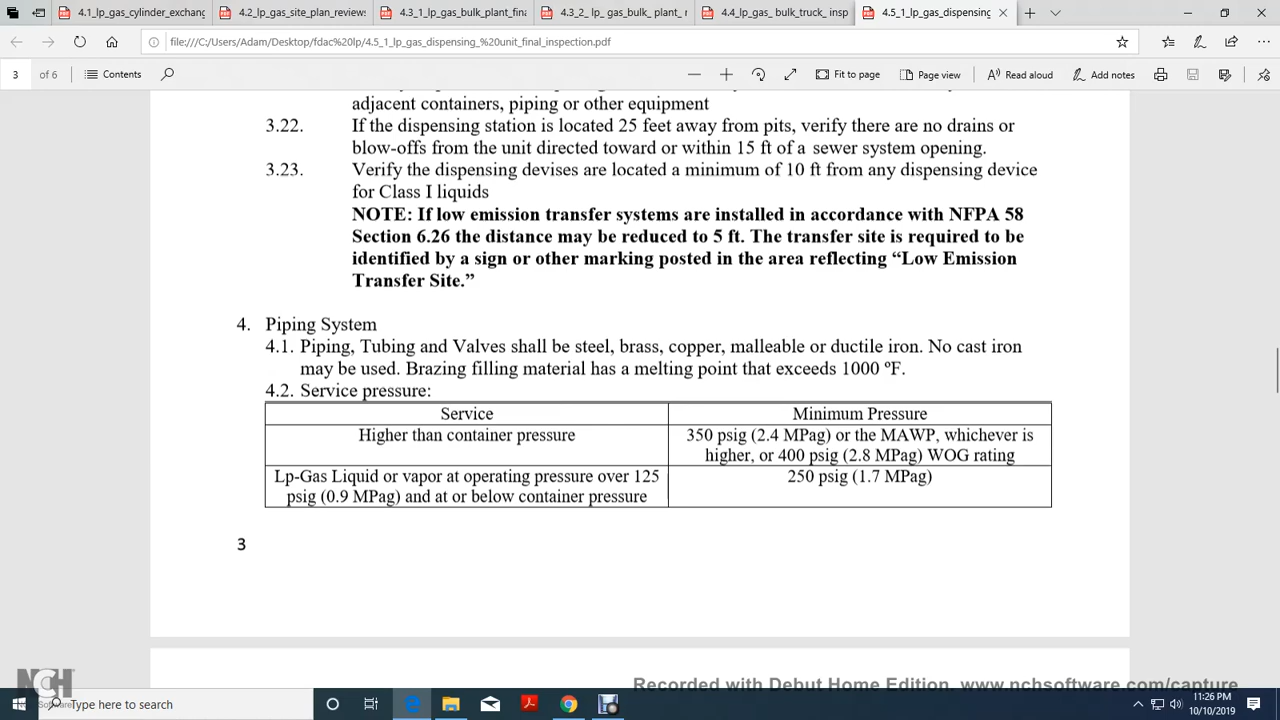 4.1_lp_gas_cylinder_exchang
4.2_lp_gas_site_plan_reviews
4.3_1_lp_gas_bulk_plant_fina
4.3_2_ lp_ gas_bulk_ plant_ r
4.4_lp_gas_ bulk_truck_ insp
4.5_1_lp_gas_dispensing_
file:///C:/Users/Adam/Desktop/fdac%20lp/4.5_1_lp_gas_dispensing_%20unit_final_inspection.pdf
3 of 6 Contents Fit to page Page view Read aloud Add notes
adjacent containers, piping or other equipment
3.22. If the dispensing station is located 25 feet away from pits, verify there are no drains or
blow-offs from the unit directed toward or within 15 ft of a sewer system opening.
3.23. Verify the dispensing devises are located a minimum of 10 ft from any dispensing device
for Class I liquids
NOTE: If low emission transfer systems are installed in accordance with NFPA 58
Section 6.26 the distance may be reduced to 5 ft. The transfer site is required to be
identified by a sign or other marking posted in the area reflecting “Low Emission
Transfer Site.”
4. Piping System
4.1. Piping, Tubing and Valves shall be steel, brass, copper, malleable or ductile iron. No cast iron
may be used. Brazing filling material has a melting point that exceeds 1000 ºF.
4.2. Service pressure:
Service Minimum Pressure
Higher than container pressure 350 psig (2.4 MPag) or the MAWP, whichever is
higher, or 400 psig (2.8 MPag) WOG rating
Lp-Gas Liquid or vapor at operating pressure over 125 250 psig (1.7 MPag)
psig (0.9 MPag) and at or below container pressure
3
NCH
Software
Recorded with Debut Home Edition. www.nchsoftware.com/capture
Type here to search
11:26 PM
10/10/2019